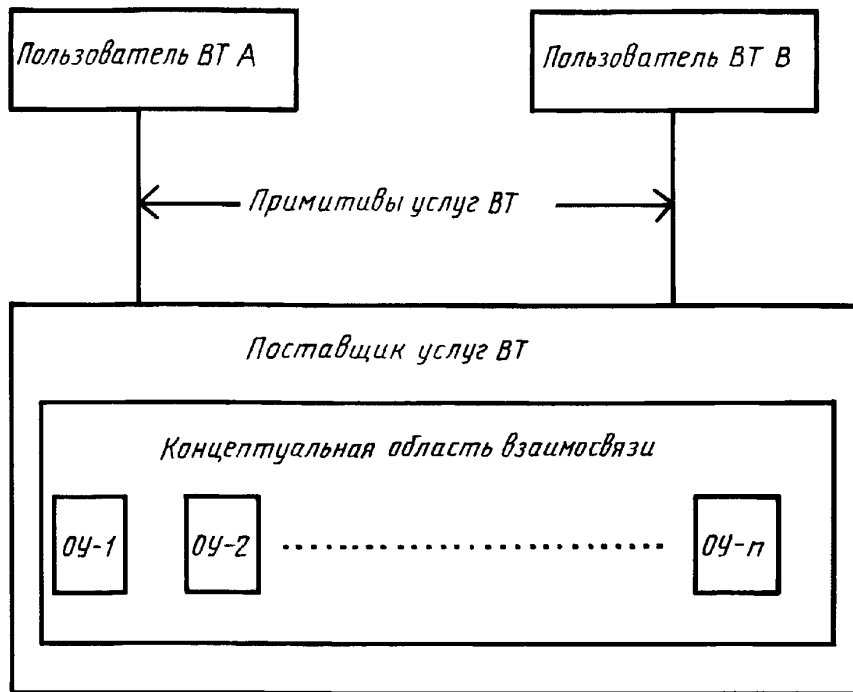 Пользователь ВТ А
Пользователь ВТ В
Примитивы услуг ВТ
Поставщик услуг ВТ
Концептуальная область взаимосвязи
ОУ-1
ОУ-2
ОУ-п